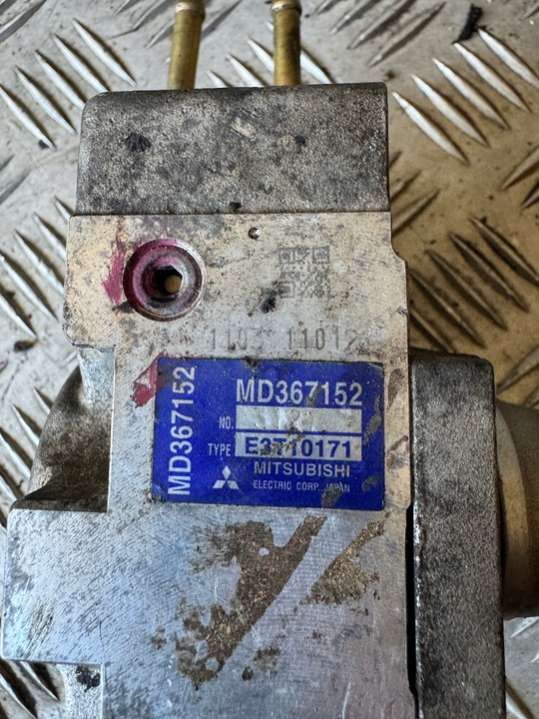 MD367152
MD367152
NO.
TYPE E3T10171
MITSUBISHI
ELECTRIC CORP. JAPAN